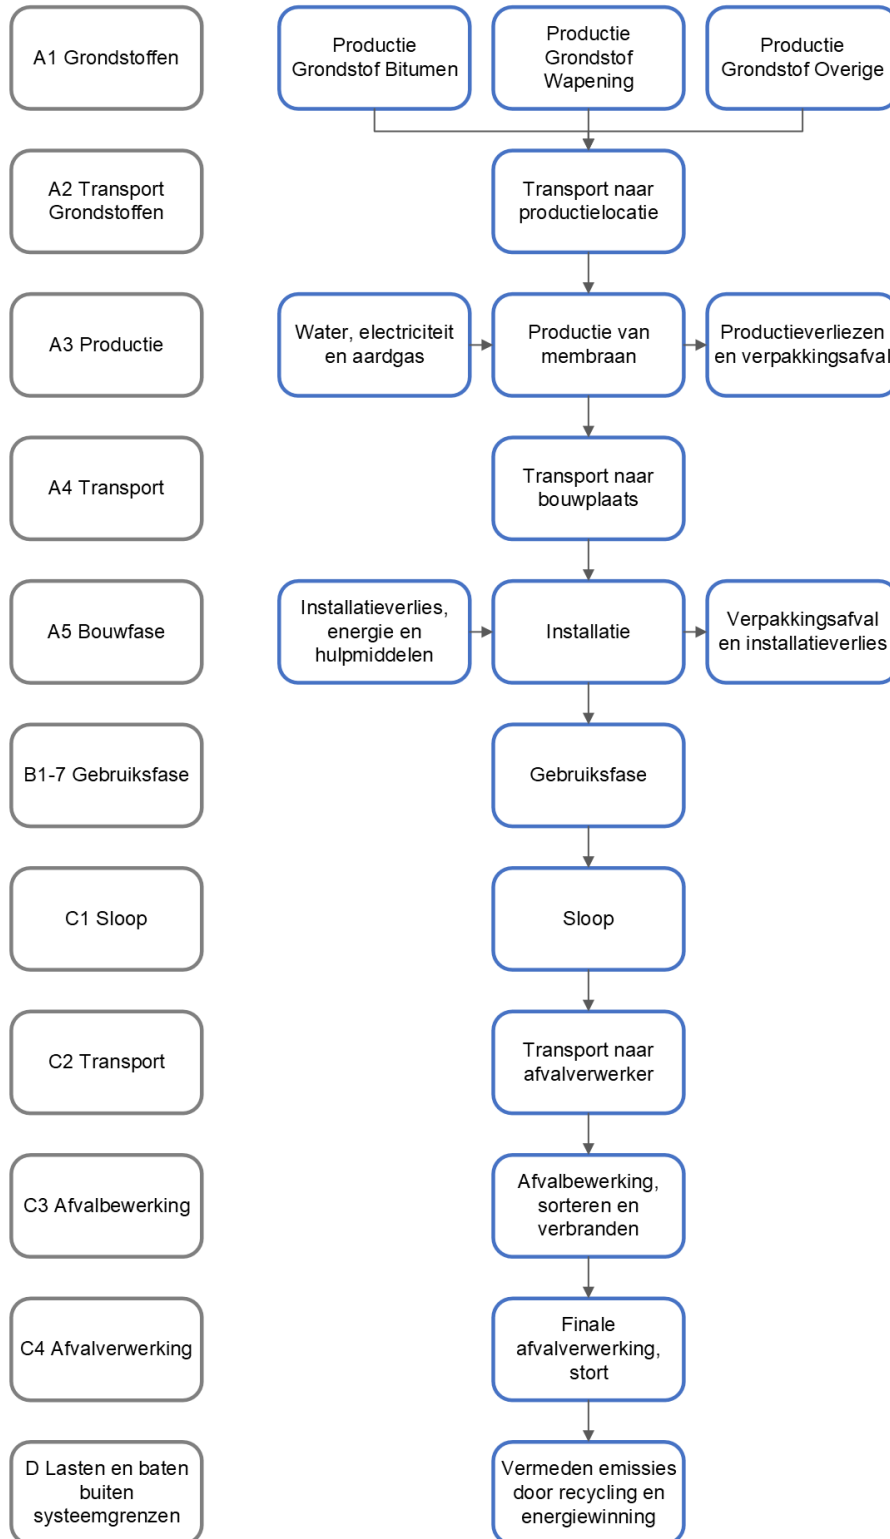 A1 Grondstoffen
Productie
Grondstof Bitumen
Productie
Grondstof
Wapening
Productie
Grondstof Overige
A2 Transport
Grondstoffen
Transport naar
productielocatie
A3 Productie
Water, electriciteit
en aardgas
Productie van
membraan
Productieverliezen
en verpakkingsafval
A4 Transport
Transport naar
bouwplaats
A5 Bouwfase
Installatieverlies,
energie en
hulpmiddelen
Installatie
Verpakkingsafval
en installatieverlies
B1-7 Gebruiksfase
Gebruiksfase
C1 Sloop
Sloop
C2 Transport
Transport naar
afvalverwerker
C3 Afvalbewerking
Afvalbewerking,
sorteren en
verbranden
C4 Afvalverwerking
Finale
afvalverwerking,
stort
D Lasten en baten
buiten
systeemgrenzen
Vermeden emissies
door recycling en
energiewinning